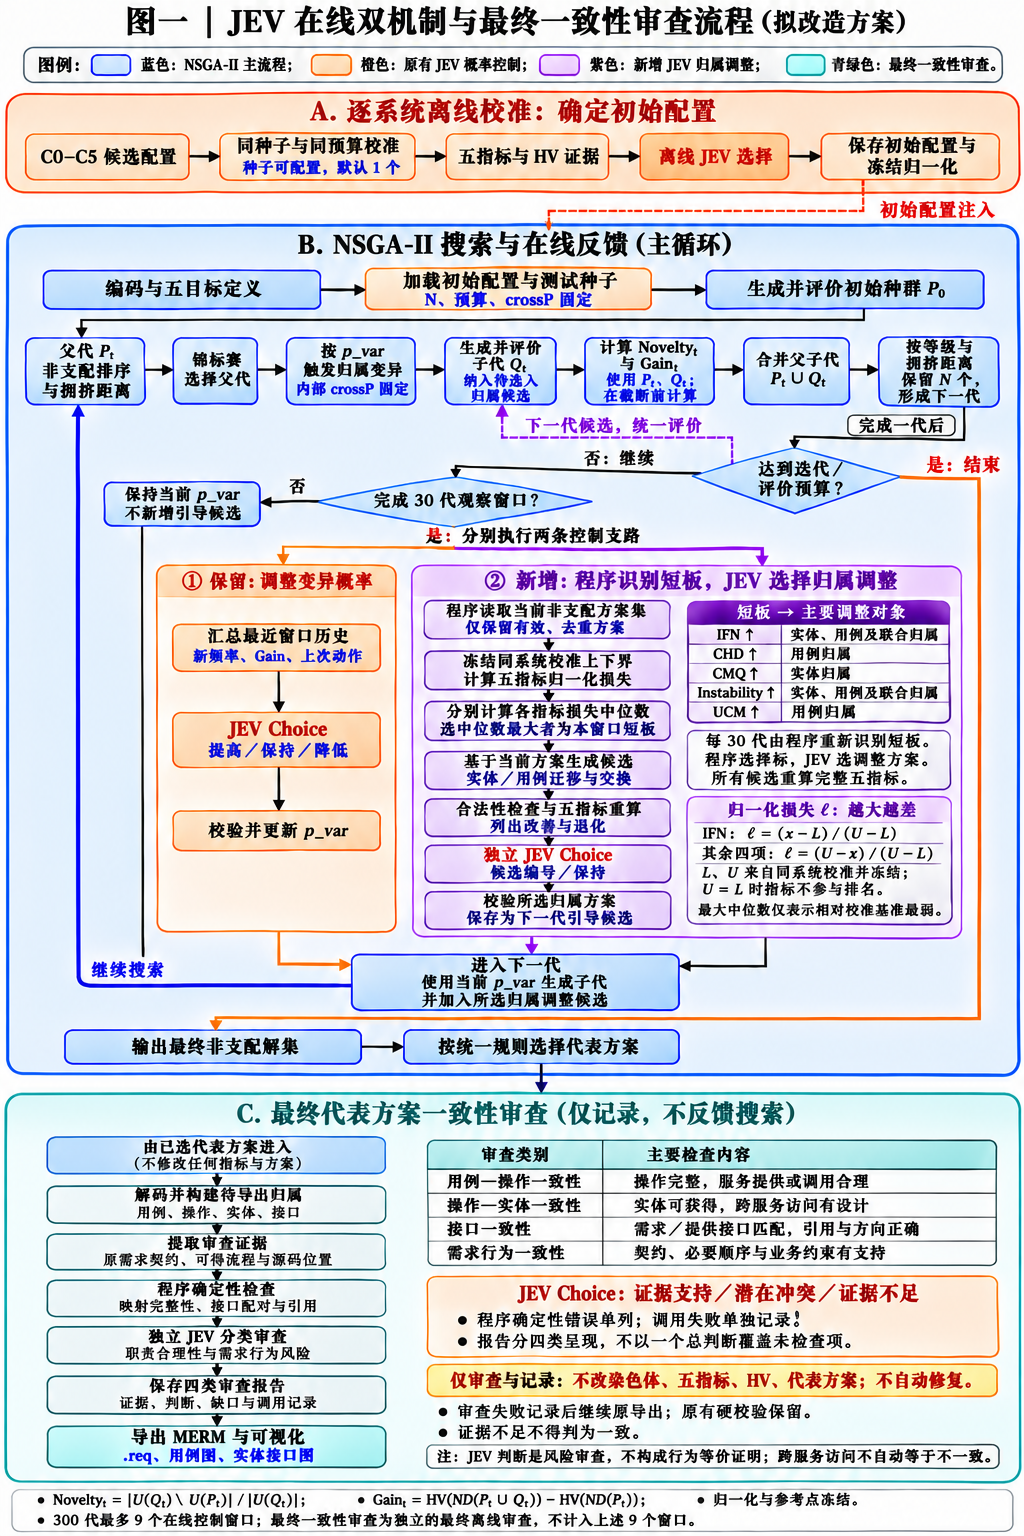 图一 | JEV 在线双机制与最终一致性审查流程（拟改造方案）
图例：
蓝色：NSGA-II 主流程；
橙色：原有 JEV 概率控制；
紫色：新增 JEV 归属调整；
青绿色：最终一致性审查。
A. 逐系统离线校准：确定初始配置
C0–C5 候选配置
同种子与同预算校准
种子可配置，默认 1 个
五指标与 HV 证据
离线 JEV 选择
保存初始配置与
冻结归一化
初始配置注入
B. NSGA-II 搜索与在线反馈（主循环）
编码与五目标定义
加载初始配置与测试种子
N、预算、crossP 固定
生成并评价初始种群 P₀
父代 Pₜ
非支配排序
与拥挤距离
锦标赛
选择父代
按 p_var
触发归属变异
内部 crossP 固定
生成并评价
子代 Qₜ
纳入待选入
归属候选
计算 Noveltyₜ
与 Gainₜ
使用 Pₜ、Qₜ；
在截断前计算
合并父子代
Pₜ ∪ Qₜ
按等级与
拥挤距离
保留 N 个，
形成下一代
完成一代后
下一代候选，统一评价
达到迭代／
评价预算？
是：结束
否：继续
完成 30 代观察窗口？
否
保持当前 p_var
不新增引导候选
是：分别执行两条控制支路
① 保留：调整变异概率
汇总最近窗口历史
新频率、Gain、上次动作
JEV Choice
提高／保持／降低
校验并更新 p_var
② 新增：程序识别短板，JEV 选择归属调整
程序读取当前非支配方案集
仅保留有效、去重方案
冻结同系统校准上下界
计算五指标归一化损失
分别计算各指标损失中位数
选中位数最大者为本窗口短板
基于当前方案生成候选
实体／用例迁移与交换
合法性检查与五指标重算
列出改善与退化
独立 JEV Choice
候选编号／保持
校验所选归属方案
保存为下一代引导候选
短板 → 主要调整对象
IFN ↑ 实体、用例及联合归属
CHD ↑ 用例归属
CMQ ↑ 实体归属
Instability ↑ 实体、用例及联合归属
UCM ↑ 用例归属
每 30 代由程序重新识别短板。
程序选择标，JEV 选调整方案。
所有候选重算完整五指标。
归一化损失 ℓ：越大越差
IFN： ℓ = (x − L) / (U − L)
其余四项：ℓ = (U − x) / (U − L)
L、U 来自同系统校准并冻结；
U = L 时指标不参与排名。
最大中位数仅表示相对校准基准最弱。
继续搜索
进入下一代
使用当前 p_var 生成子代
并加入所选归属调整候选
输出最终非支配解集
按统一规则选择代表方案
C. 最终代表方案一致性审查（仅记录，不反馈搜索）
由已选代表方案进入
（不修改任何指标与方案）
解码并构建待导出归属
用例、操作、实体、接口
提取审查证据
原需求契约、可得流程与源码位置
程序确定性检查
映射完整性、接口配对与引用
独立 JEV 分类审查
职责合理性与需求行为风险
保存四类审查报告
证据、判断、缺口与调用记录
导出 MERM 与可视化
.req、用例图、实体接口图
审查类别 主要检查内容
用例—操作一致性 操作完整，服务提供或调用合理
操作—实体一致性 实体可获得，跨服务访问有设计
接口一致性 需求／提供接口匹配，引用与方向正确
需求行为一致性 契约、必要顺序与业务约束有支持
JEV Choice：证据支持／潜在冲突／证据不足
● 程序确定性错误单列；调用失败单独记录！
● 报告分四类呈现，不以一个总判断覆盖未检查项。
仅审查与记录：不改染色体、五指标、HV、代表方案；不自动修复。
● 审查失败记录后继续原导出；原有硬校验保留。
● 证据不足不得判为一致。
注：JEV 判断是风险审查，不构成行为等价证明；跨服务访问不自动等于不一致。
● Noveltyₜ = |U(Qₜ) \ U(Pₜ)| / |U(Qₜ)|；
● Gainₜ = HV(ND(Pₜ ∪ Qₜ)) − HV(ND(Pₜ))；
● 归一化与参考点冻结。
● 300 代最多 9 个在线控制窗口；最终一致性审查为独立的最终离线审查，不计入上述 9 个窗口。